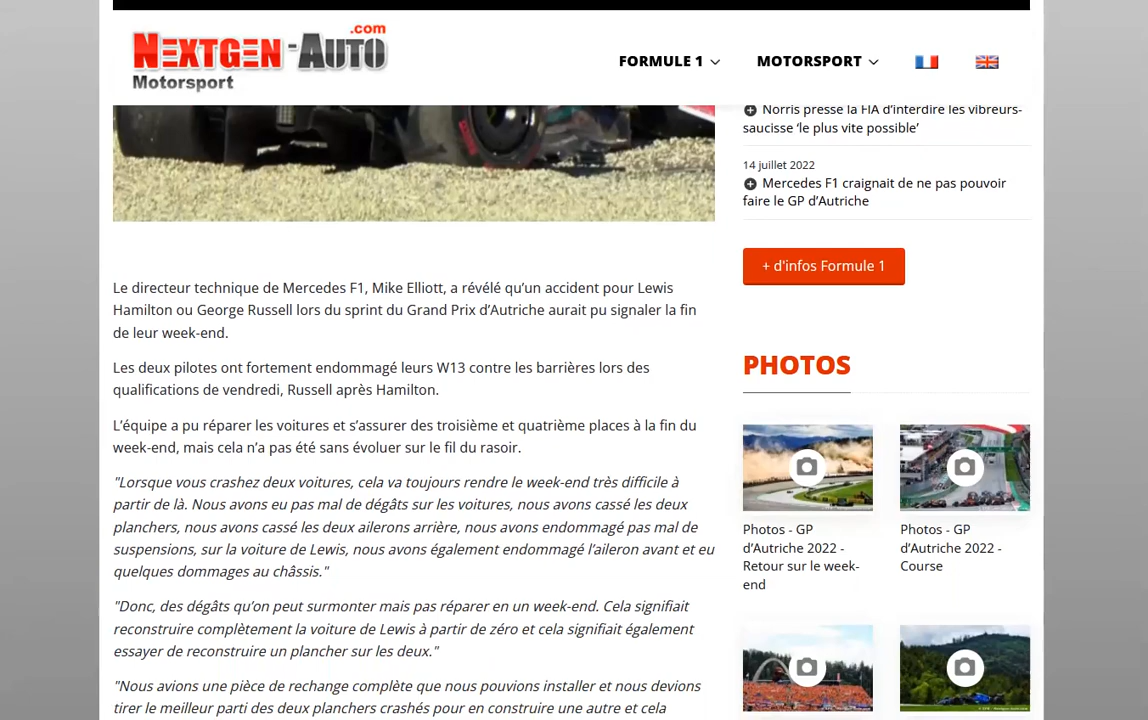 NEXTGEN-AUTO
.com
Motorsport
FORMULE 1
MOTORSPORT
Norris presse la FIA d’interdire les vibreurs-
saucisse ‘le plus vite possible’
14 juillet 2022
Mercedes F1 craignait de ne pas pouvoir
faire le GP d’Autriche
+ d'infos Formule 1
Le directeur technique de Mercedes F1, Mike Elliott, a révélé qu’un accident pour Lewis
Hamilton ou George Russell lors du sprint du Grand Prix d’Autriche aurait pu signaler la fin
de leur week-end.
Les deux pilotes ont fortement endommagé leurs W13 contre les barrières lors des
qualifications de vendredi, Russell après Hamilton.
L’équipe a pu réparer les voitures et s’assurer des troisième et quatrième places à la fin du
week-end, mais cela n’a pas été sans évoluer sur le fil du rasoir.
"Lorsque vous crashez deux voitures, cela va toujours rendre le week-end très difficile à
partir de là. Nous avons eu pas mal de dégâts sur les voitures, nous avons cassé les deux
planchers, nous avons cassé les deux ailerons arrière, nous avons endommagé pas mal de
suspensions, sur la voiture de Lewis, nous avons également endommagé l’aileron avant et eu
quelques dommages au châssis."
"Donc, des dégâts qu’on peut surmonter mais pas réparer en un week-end. Cela signifiait
reconstruire complètement la voiture de Lewis à partir de zéro et cela signifiait également
essayer de reconstruire un plancher sur les deux."
"Nous avions une pièce de rechange complète que nous pouvions installer et nous devions
tirer le meilleur parti des deux planchers crashés pour en construire une autre et cela
PHOTOS
Photos - GP
d’Autriche 2022 -
Retour sur le week-
end
Photos - GP
d’Autriche 2022 -
Course